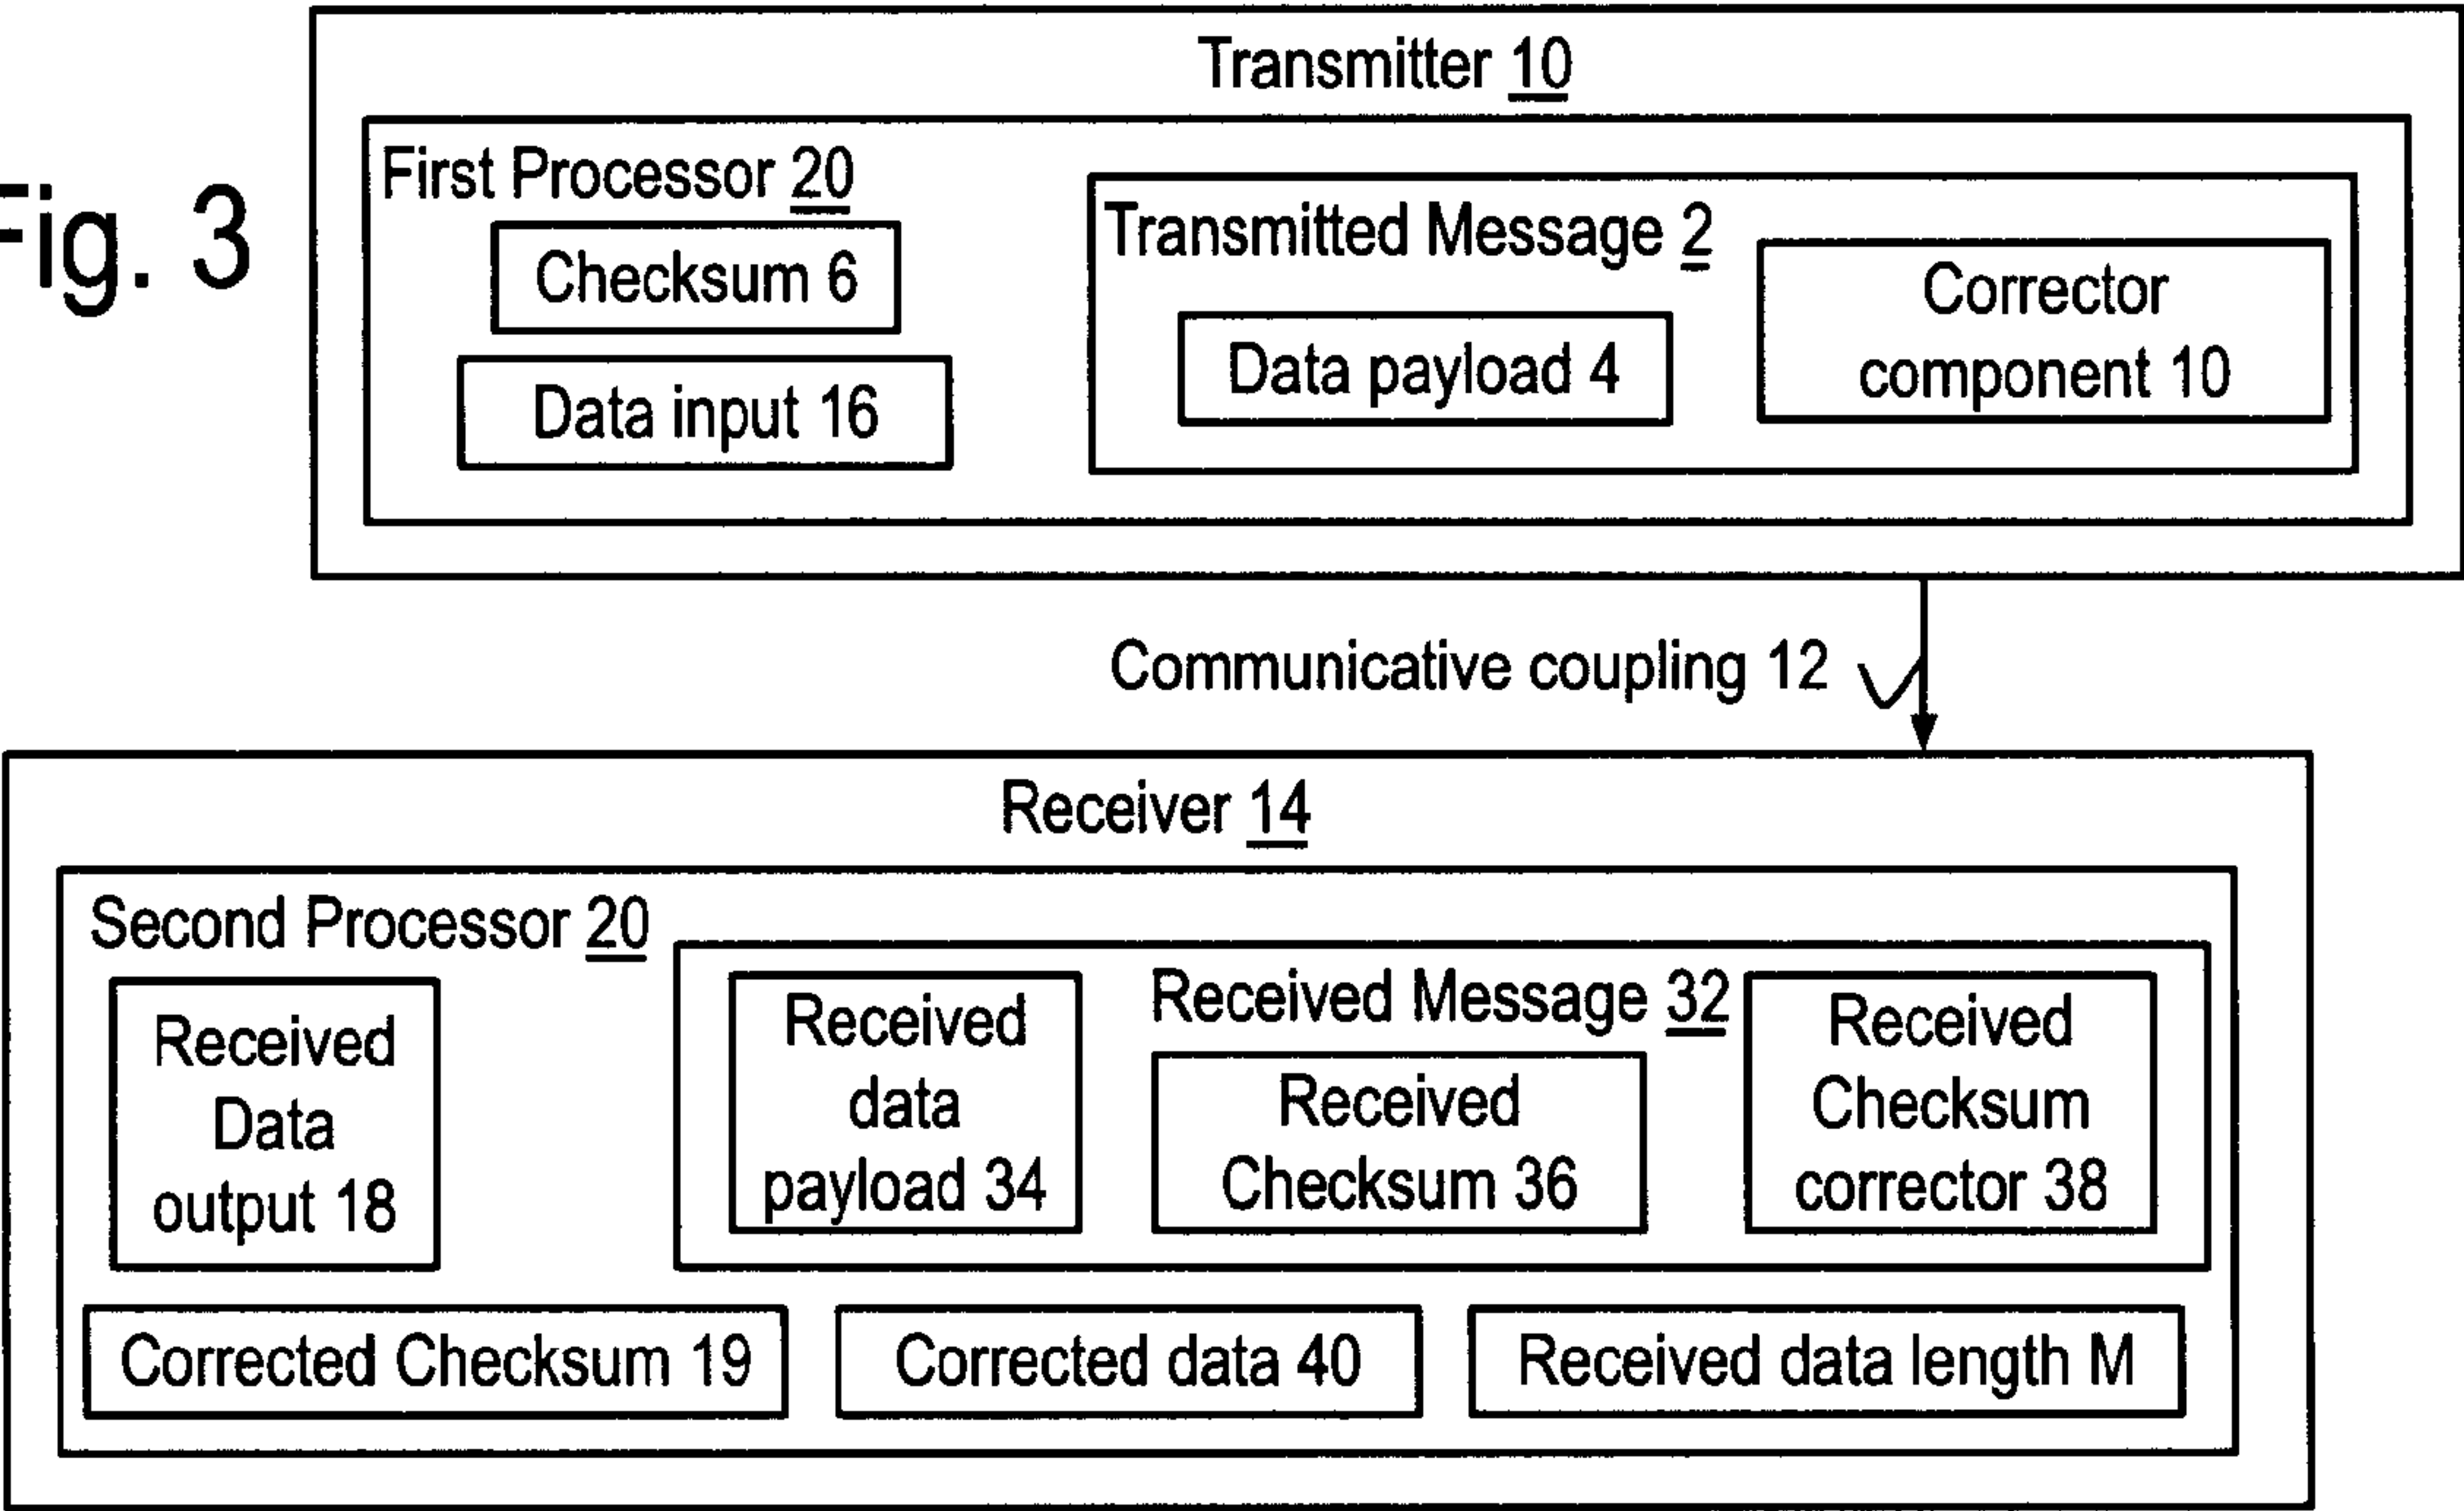 Fig. 3
Transmitter 10
First Processor 20
Checksum 6
Data input 16
Transmitted Message 2
Data payload 4
Corrector
component 10
Communicative coupling 12
Receiver 14
Second Processor 20
Received
Data
output 18
Received Message 32
Received
data
payload 34
Received
Checksum 36
Received
Checksum
corrector 38
Corrected Checksum 19
Corrected data 40
Received data length M